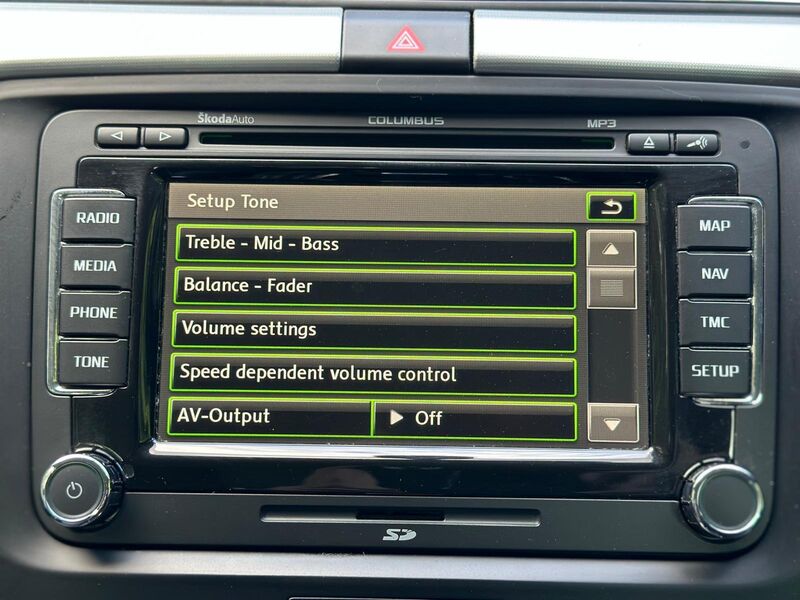 ŠkodaAuto COLUMBUS MP3
Setup Tone
RADIO
MEDIA
PHONE
TONE
Treble - Mid - Bass
Balance - Fader
Volume settings
Speed dependent volume control
AV-Output Off
MAP
NAV
TMC
SETUP
SD